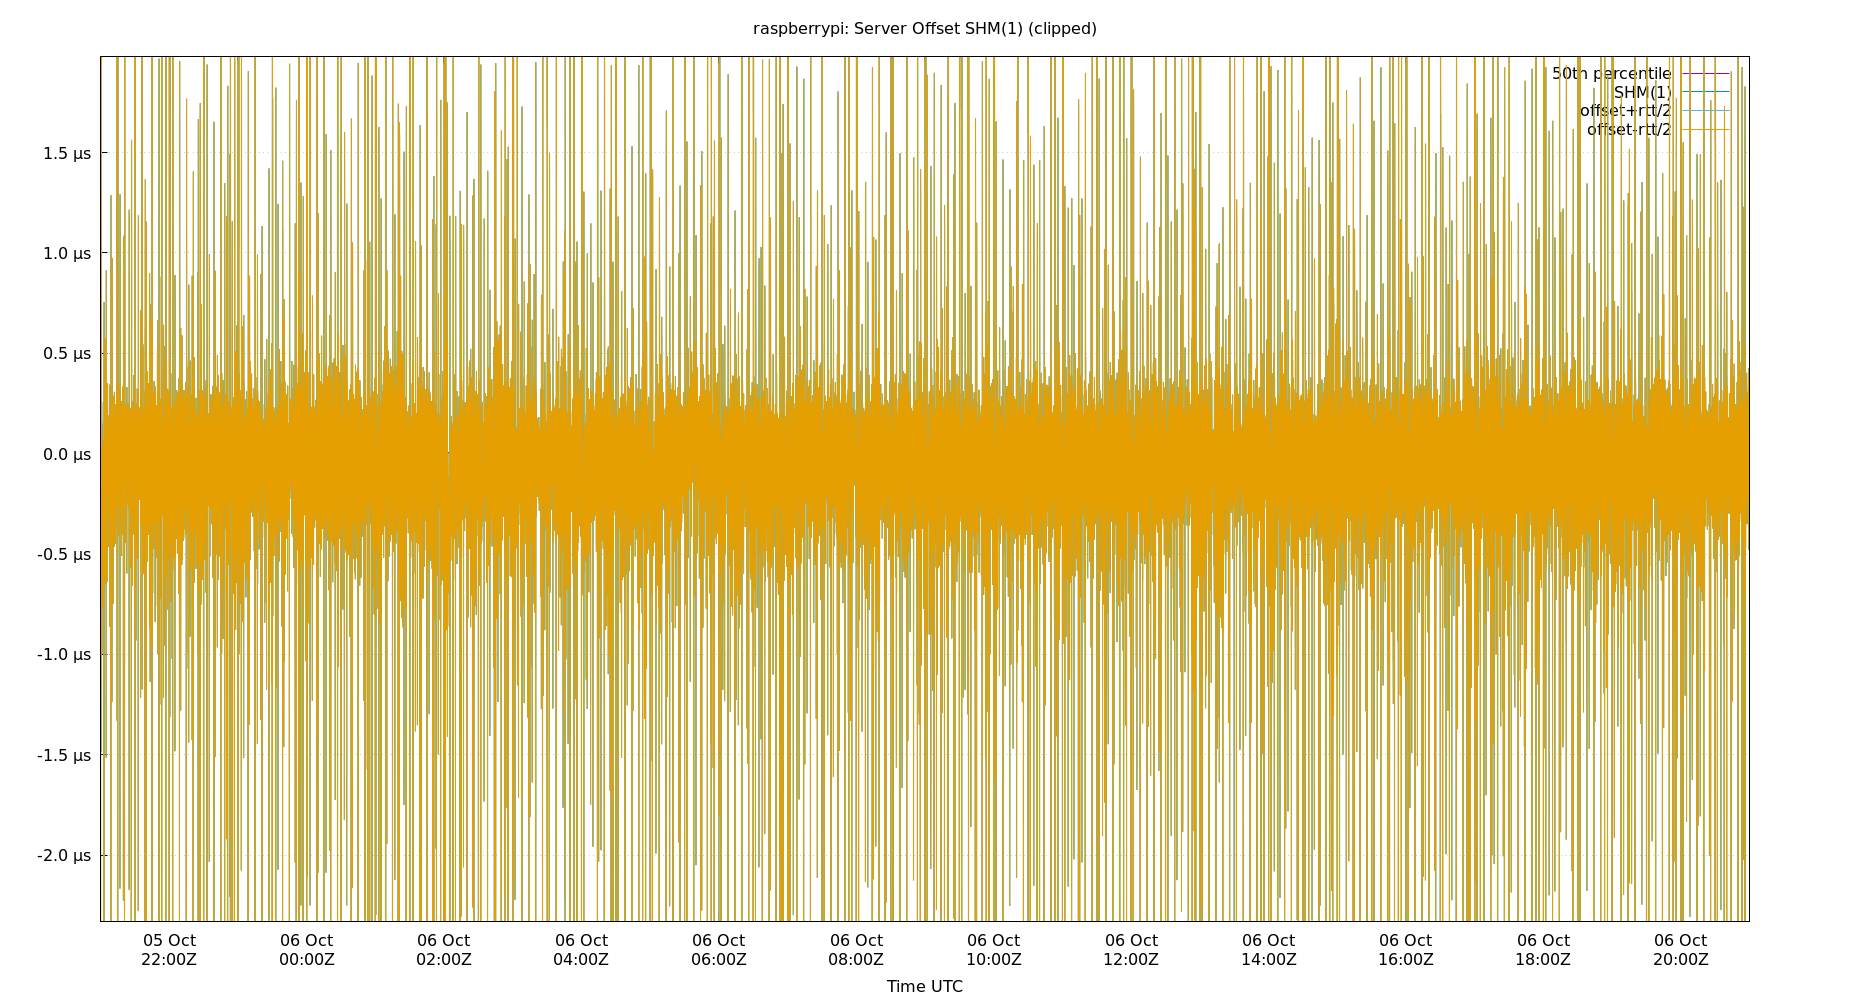 raspberrypi: Server Offset SHM(1) (clipped)
50th percentile
SHM(1)
offset+rtt/2
offset-rtt/2
1.5 µs
1.0 µs
0.5 µs
0.0 µs
-0.5 µs
-1.0 µs
-1.5 µs
-2.0 µs
05 Oct 06 Oct 06 Oct 06 Oct 06 Oct 06 Oct 06 Oct 06 Oct 06 Oct 06 Oct 06 Oct 06 Oct
22:00Z 00:00Z 02:00Z 04:00Z 06:00Z 08:00Z 10:00Z 12:00Z 14:00Z 16:00Z 18:00Z 20:00Z
Time UTC